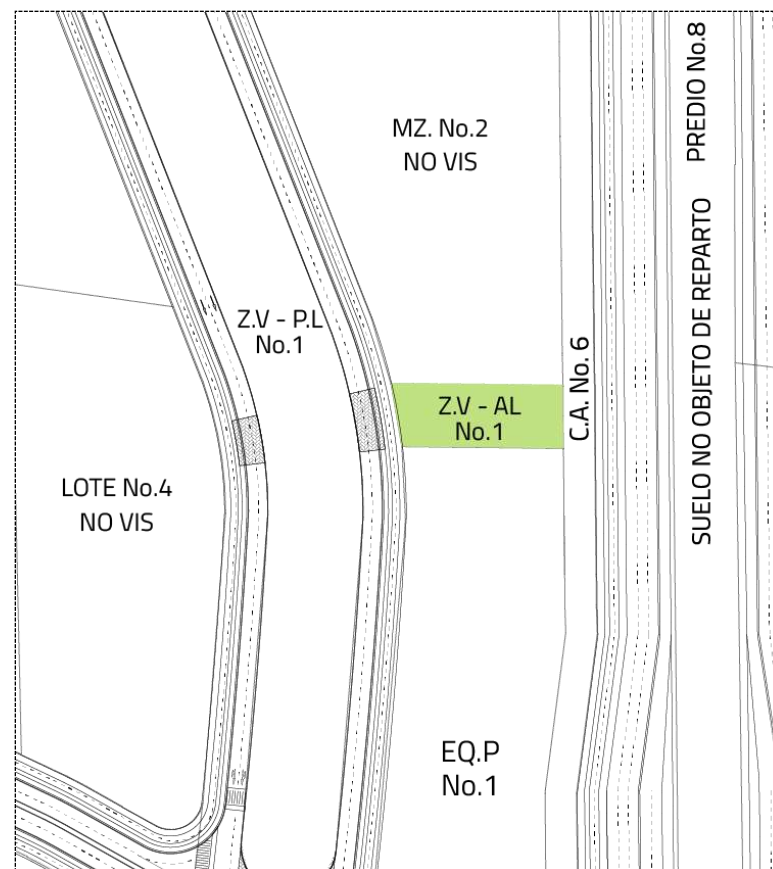 MZ. No.2
NO VIS
PREDIO No.8
SUELO NO OBJETO DE REPARTO
Z.V - P.L
No.1
C.A. No. 6
Z.V - AL
No.1
LOTE No.4
NO VIS
EQ.P
No.1